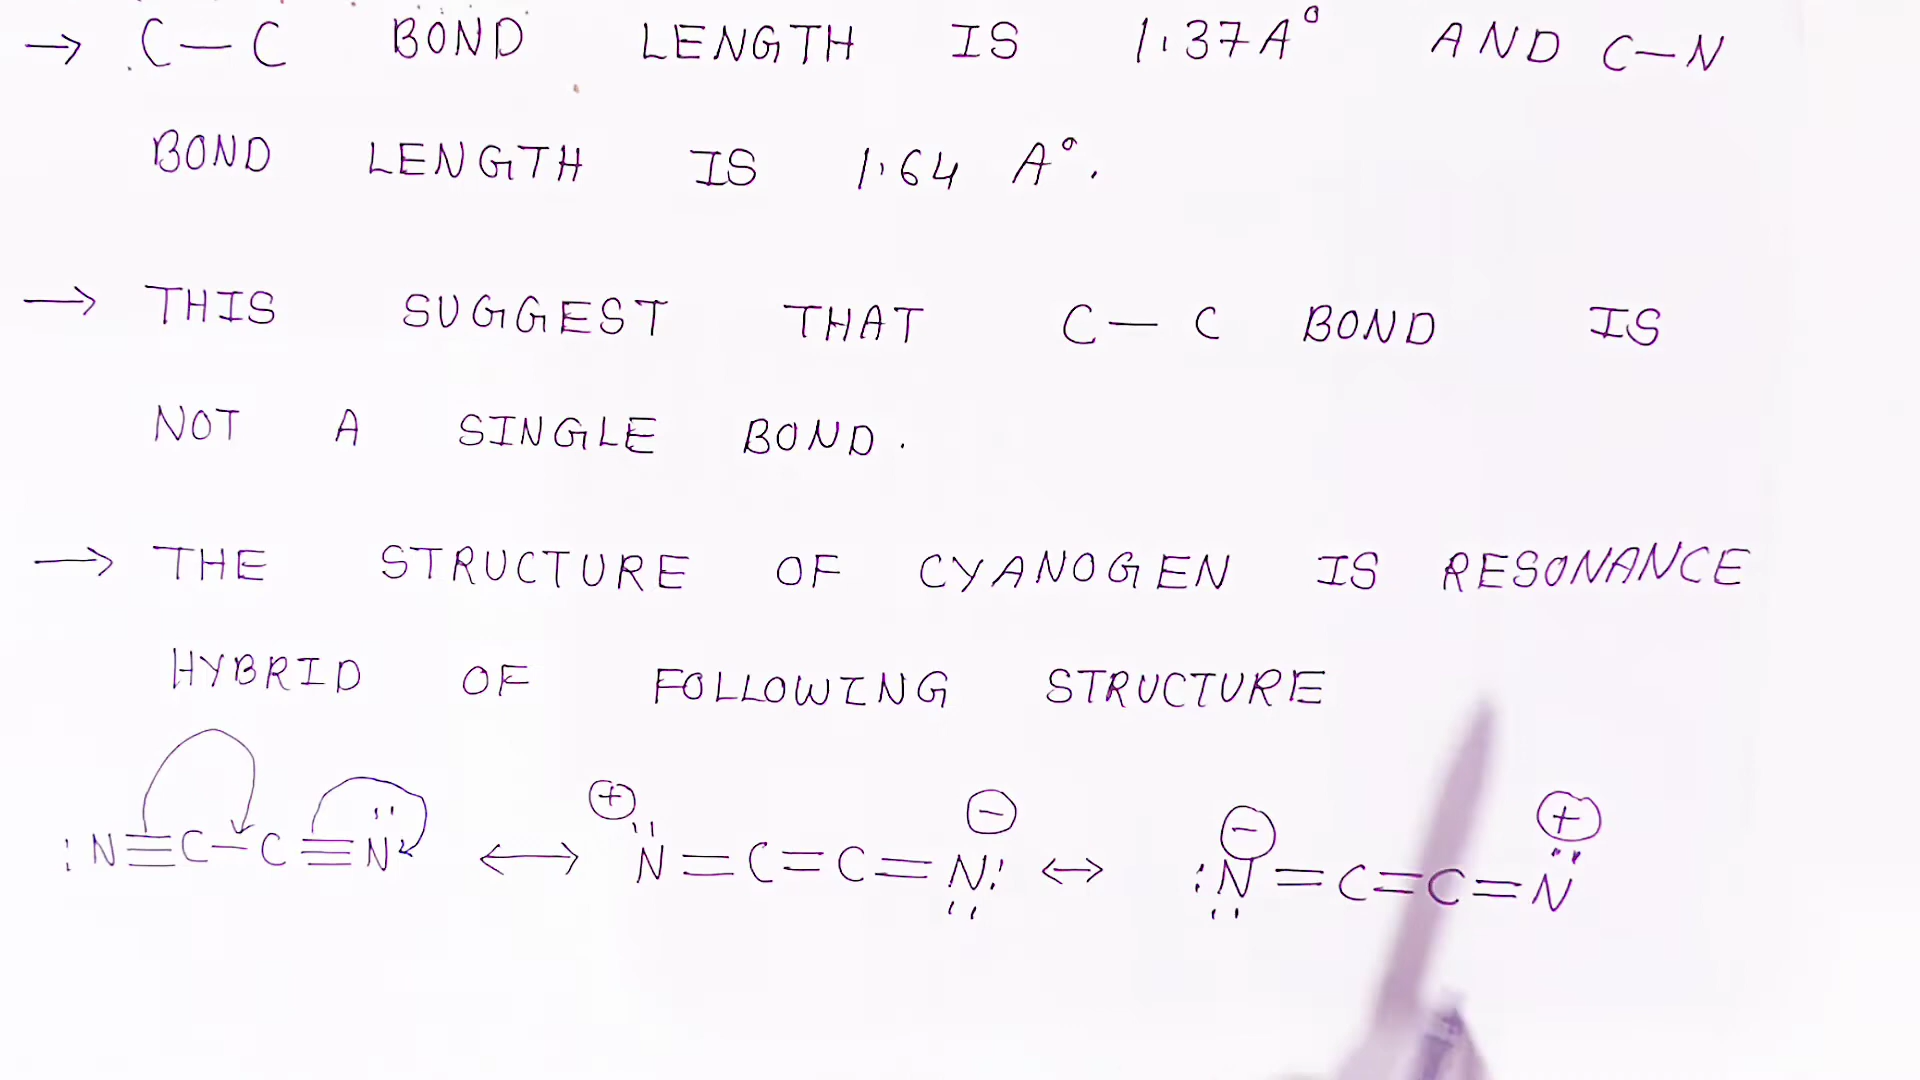 → C—C BOND LENGTH IS 1.37A° AND C—N
BOND LENGTH IS 1.64 A°.
→ THIS SUGGEST THAT C—C BOND IS
NOT A SINGLE BOND.
→ THE STRUCTURE OF CYANOGEN IS RESONANCE
HYBRID OF FOLLOWING STRUCTURE
:N≡C—C≡N̈ ↔ ⊕ N̈=C=C=N̤: ⊖ ↔ ⊖ :N̤=C=C=N̈ ⊕